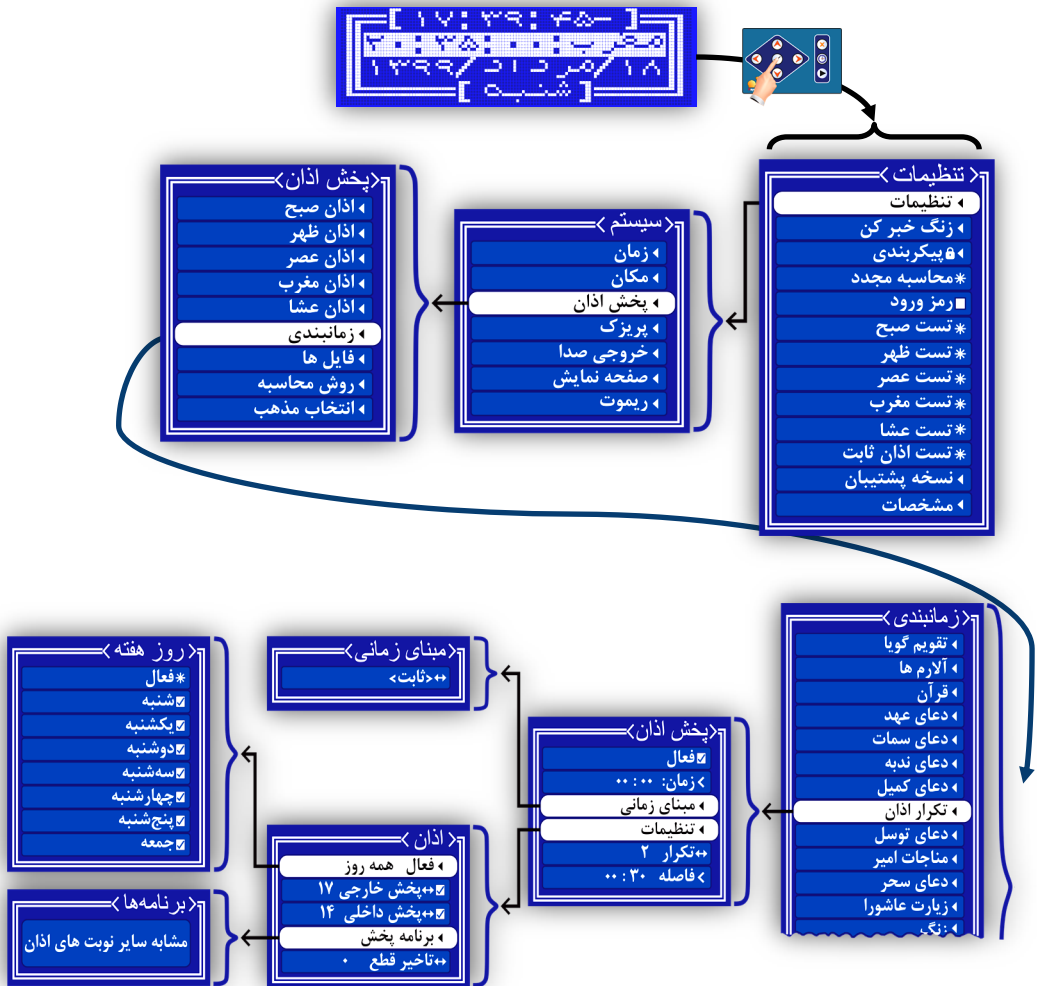 [ ۱۷:۳۹:۴۵- ]
مغرب ۲۰:۳۵:۰۰
۱۸/مرداد/۱۳۹۹
[ شنبه ]
<تنظیمات>
تنظیمات
زنگ خبر کن
پیکربندی
*محاسبه مجدد
رمز ورود
*تست صبح
*تست ظهر
*تست عصر
*تست مغرب
*تست عشا
*تست اذان ثابت
نسخه پشتیبان
مشخصات
<سیستم>
زمان
مکان
پخش اذان
پریزک
خروجی صدا
صفحه نمایش
ریموت
<پخش اذان>
اذان صبح
اذان ظهر
اذان عصر
اذان مغرب
اذان عشا
زمانبندی
فایل ها
روش محاسبه
انتخاب مذهب
<زمانبندی>
تقویم گویا
آلارم ها
قرآن
دعای عهد
دعای سمات
دعای ندبه
دعای کمیل
تکرار اذان
دعای توسل
مناجات امیر
دعای سحر
زیارت عاشورا
زنگ
<پخش اذان>
فعال
زمان: ۰۰:۰۰
مبنای زمانی
تنظیمات
↔تکرار ۲
فاصله ۰۰:۳۰
<مبنای زمانی>
↔<ثابت>
<اذان>
فعال همه روز
↔پخش خارجی ۱۷
↔پخش داخلی ۱۴
برنامه پخش
↔تاخیر قطع ۰
<روز هفته>
*فعال
شنبه
یکشنبه
دوشنبه
سه‌شنبه
چهارشنبه
پنج‌شنبه
جمعه
<برنامه‌ها>
مشابه سایر نوبت های اذان